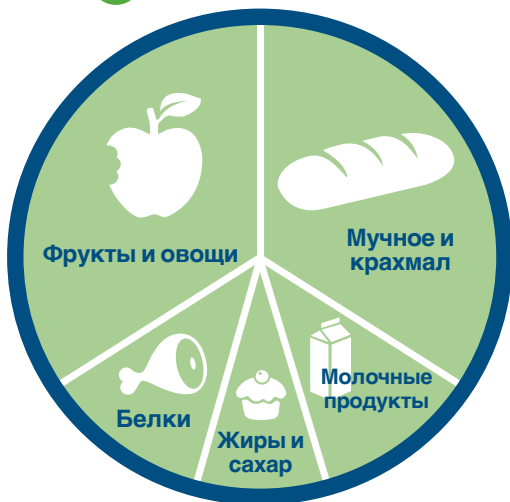 Фрукты и овощи
Мучное и
крахмал
Белки
Жиры и
сахар
Молочные
продукты